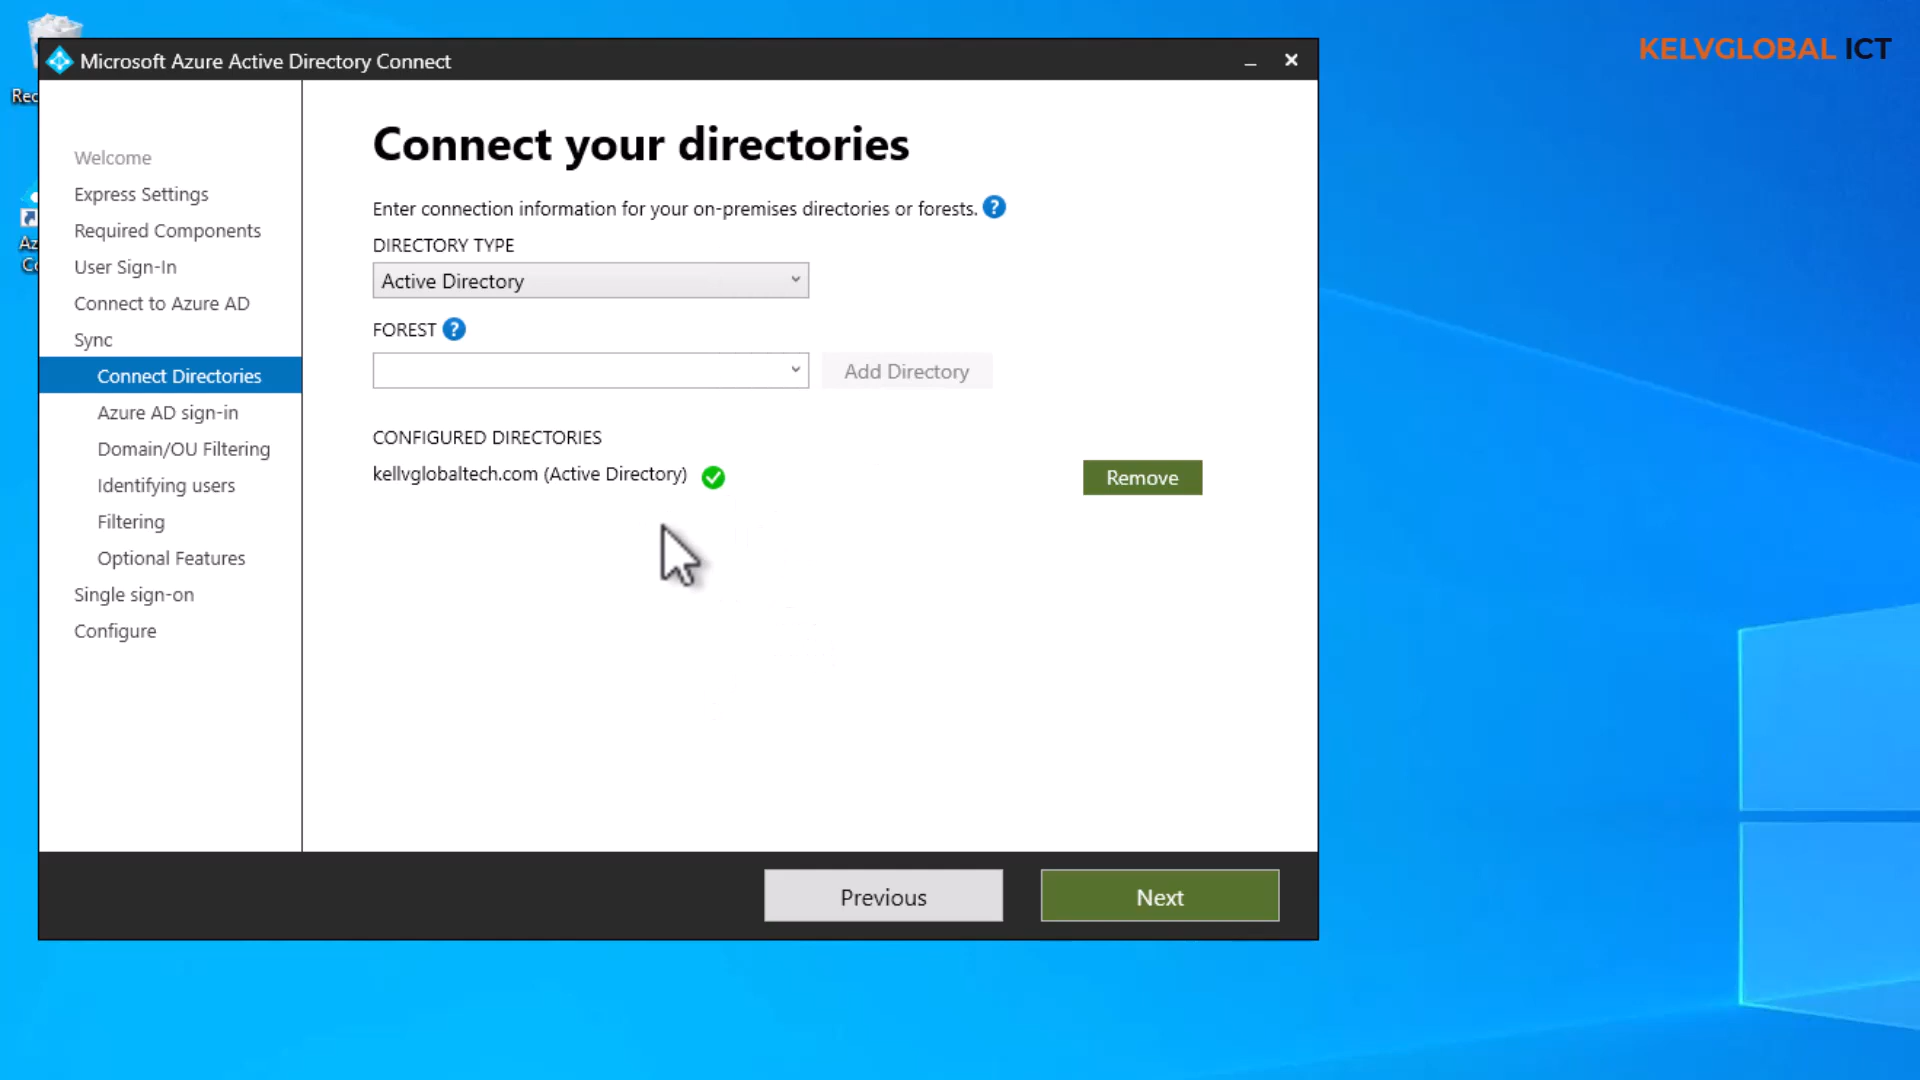 KELVGLOBAL ICT
Rec
Microsoft Azure Active Directory Connect
Welcome
Express Settings
Required Components
User Sign-In
Connect to Azure AD
Sync
Connect Directories
Azure AD sign-in
Domain/OU Filtering
Identifying users
Filtering
Optional Features
Single sign-on
Configure
Az
Co
Connect your directories
Enter connection information for your on-premises directories or forests. ?
DIRECTORY TYPE
Active Directory
FOREST ?
Add Directory
CONFIGURED DIRECTORIES
kellvglobaltech.com (Active Directory)
Remove
Previous
Next